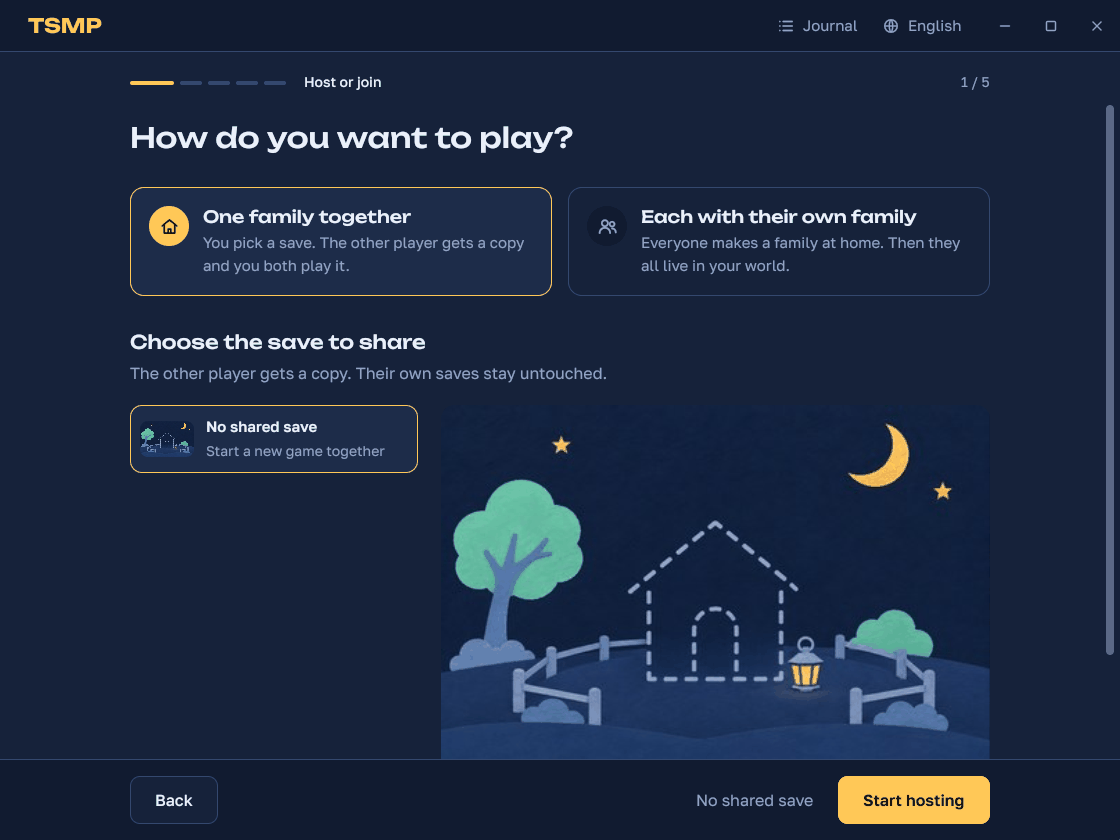 TSMP
Journal
English
Host or join
1 / 5
How do you want to play?
One family together
You pick a save. The other player gets a copy
and you both play it.
Each with their own family
Everyone makes a family at home. Then they
all live in your world.
Choose the save to share
The other player gets a copy. Their own saves stay untouched.
No shared save
Start a new game together
Back
No shared save
Start hosting